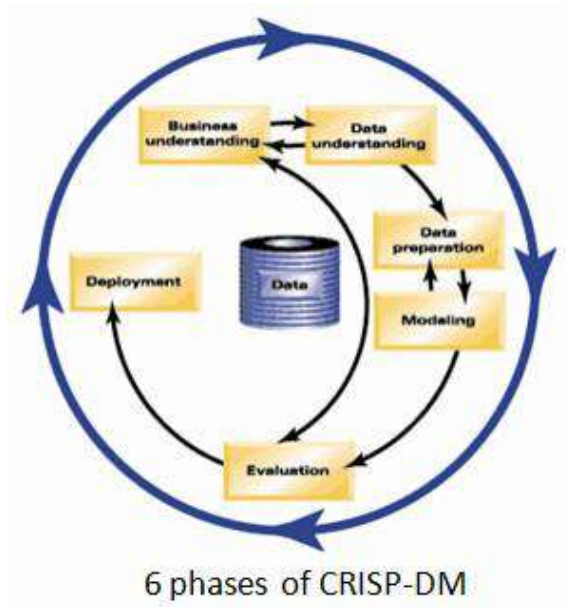 Business
understanding
Data
understanding
Data
preparation
Modeling
Evaluation
Deployment
Data
6 phases of CRISP-DM